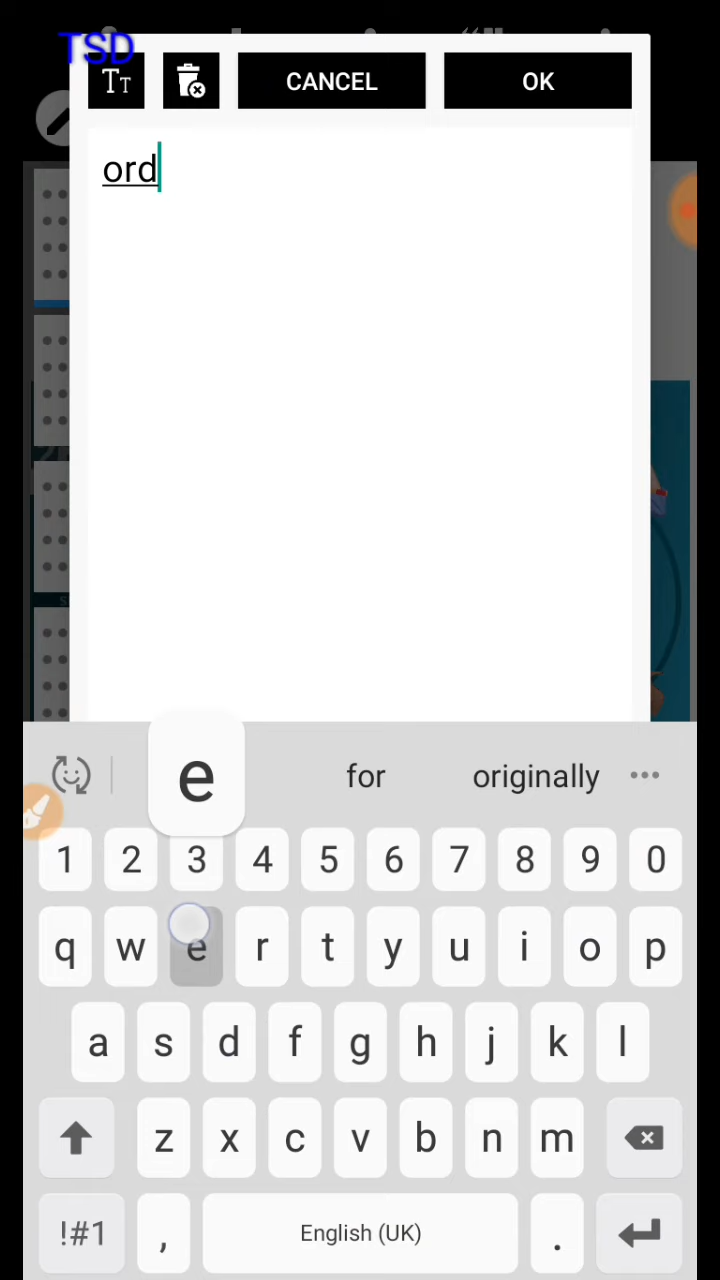 TSD
TT
CANCEL
OK
ord
e
for
originally
1 2 3 4 5 6 7 8 9 0
q w e r t y u i o p
a s d f g h j k l
z x c v b n m
!#1 , English (UK) .